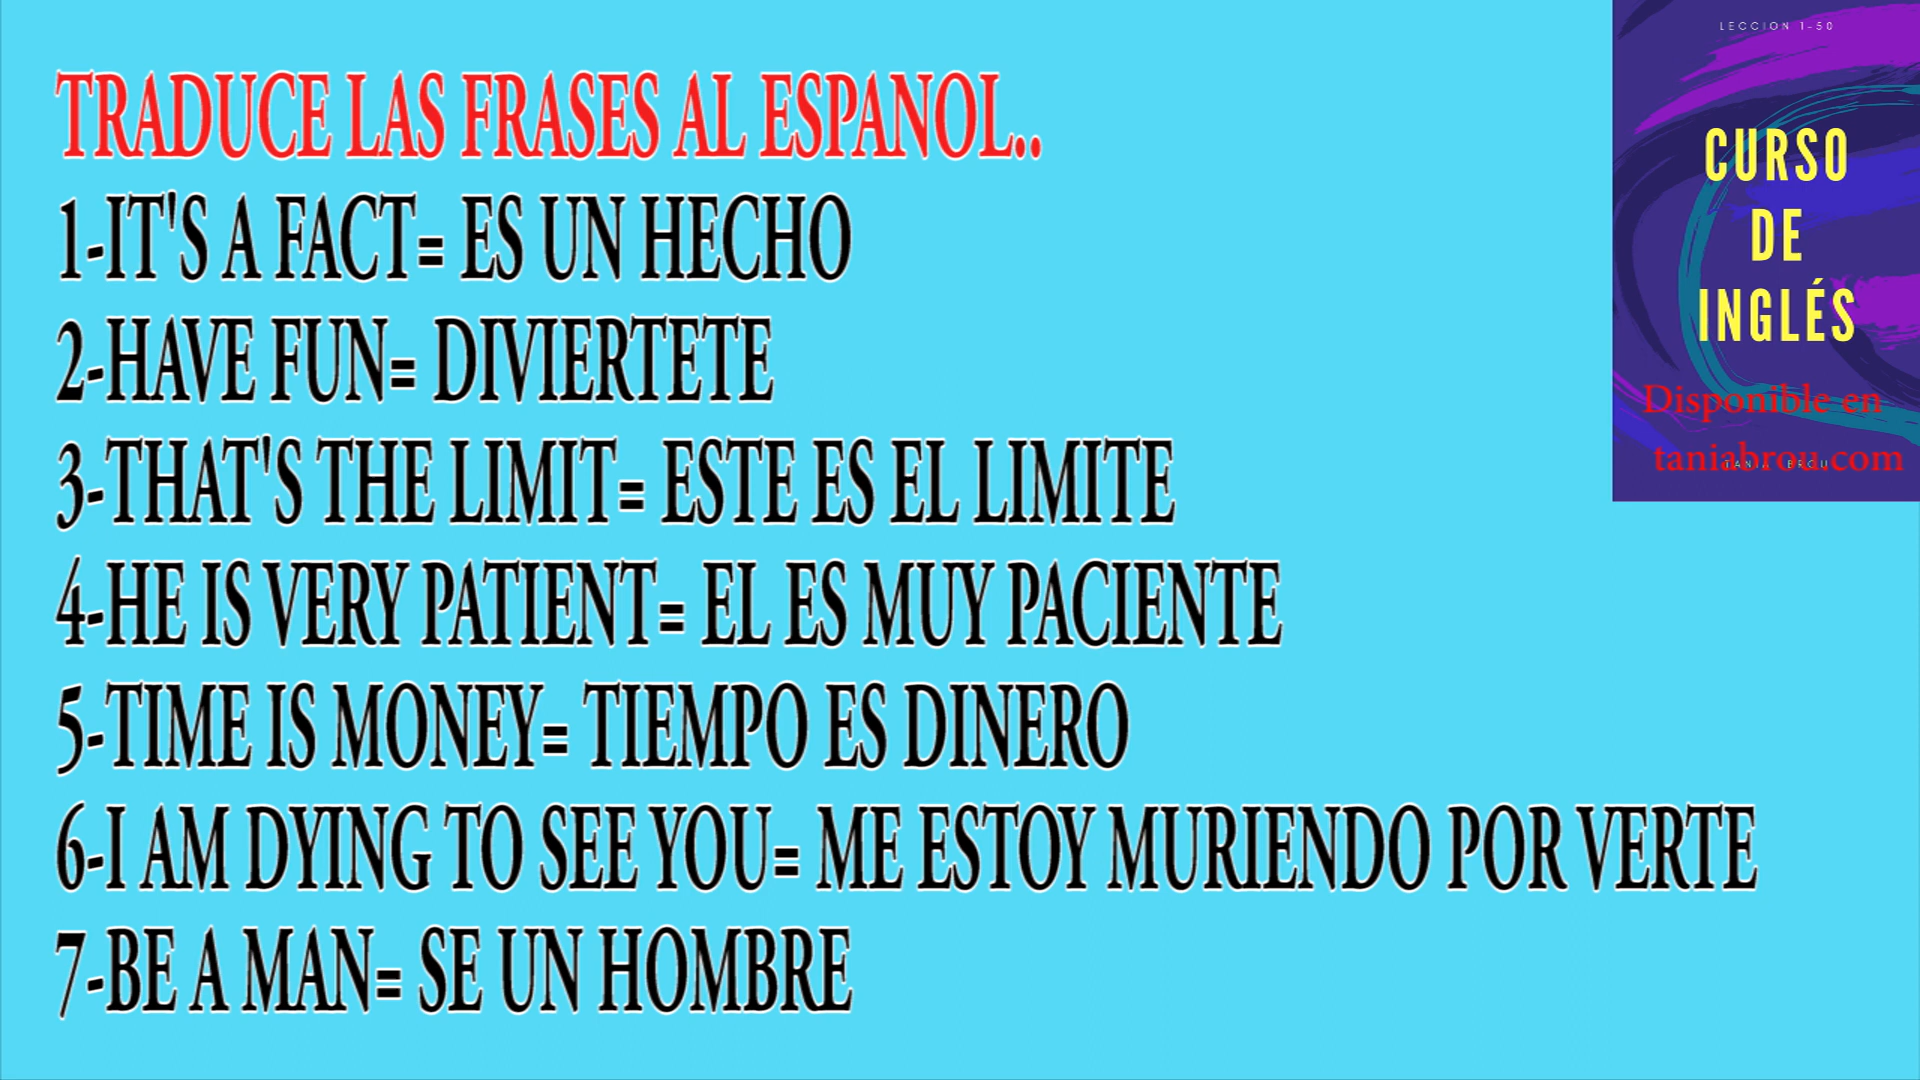 TRADUCE LAS FRASES AL ESPANOL..
1-IT'S A FACT= ES UN HECHO
2-HAVE FUN= DIVIERTETE
3-THAT'S THE LIMIT= ESTE ES EL LIMITE
4-HE IS VERY PATIENT= EL ES MUY PACIENTE
5-TIME IS MONEY= TIEMPO ES DINERO
6-I AM DYING TO SEE YOU= ME ESTOY MURIENDO POR VERTE
7-BE A MAN= SE UN HOMBRE
LECCION 1-50
CURSO
DE
INGLÉS
Disponible en
taniabrou.com